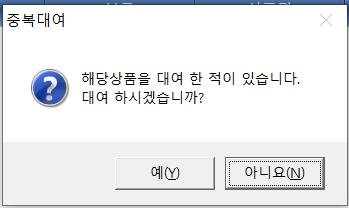 중복대여
해당상품을 대여 한 적이 있습니다.
대여 하시겠습니까?
예(Y)
아니요(N)